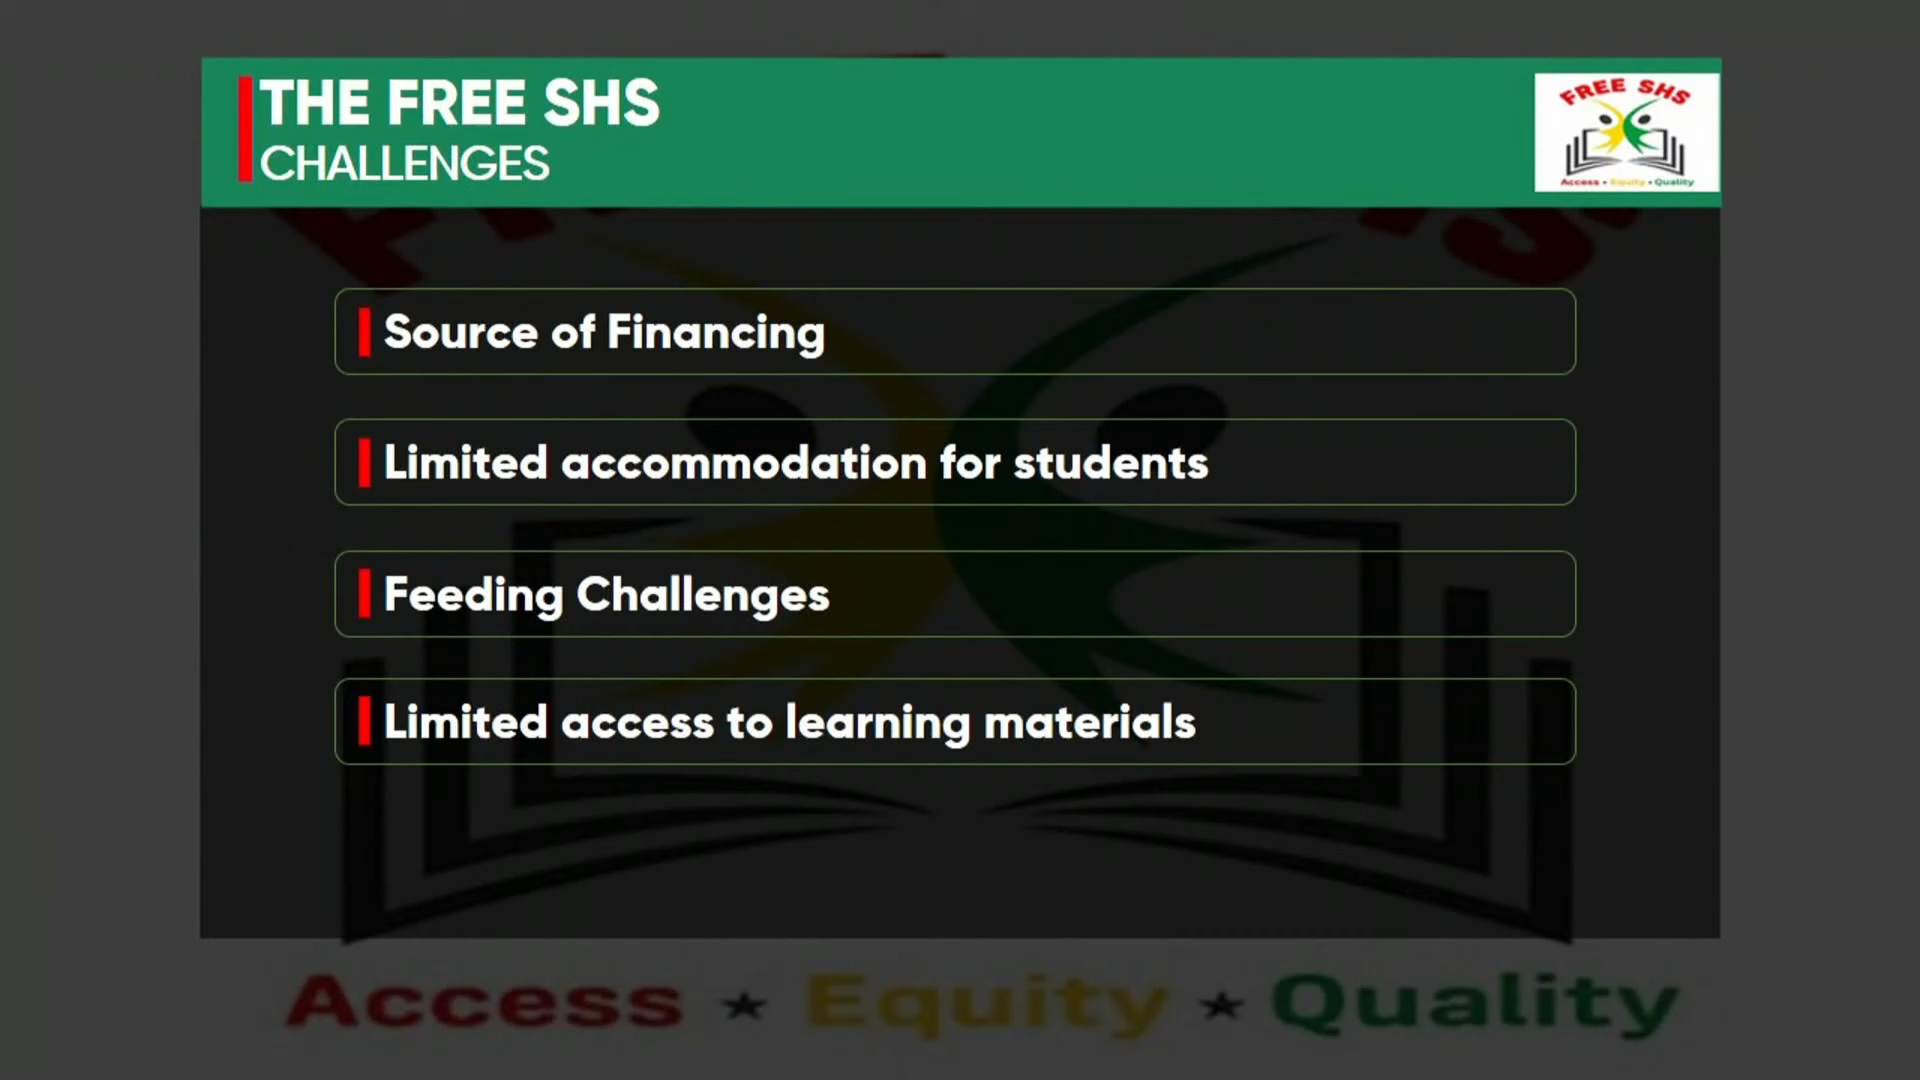 THE FREE SHS
CHALLENGES
FREE SHS
Access • Equity • Quality
Source of Financing
Limited accommodation for students
Feeding Challenges
Limited access to learning materials
Access ★ Equity ★ Quality